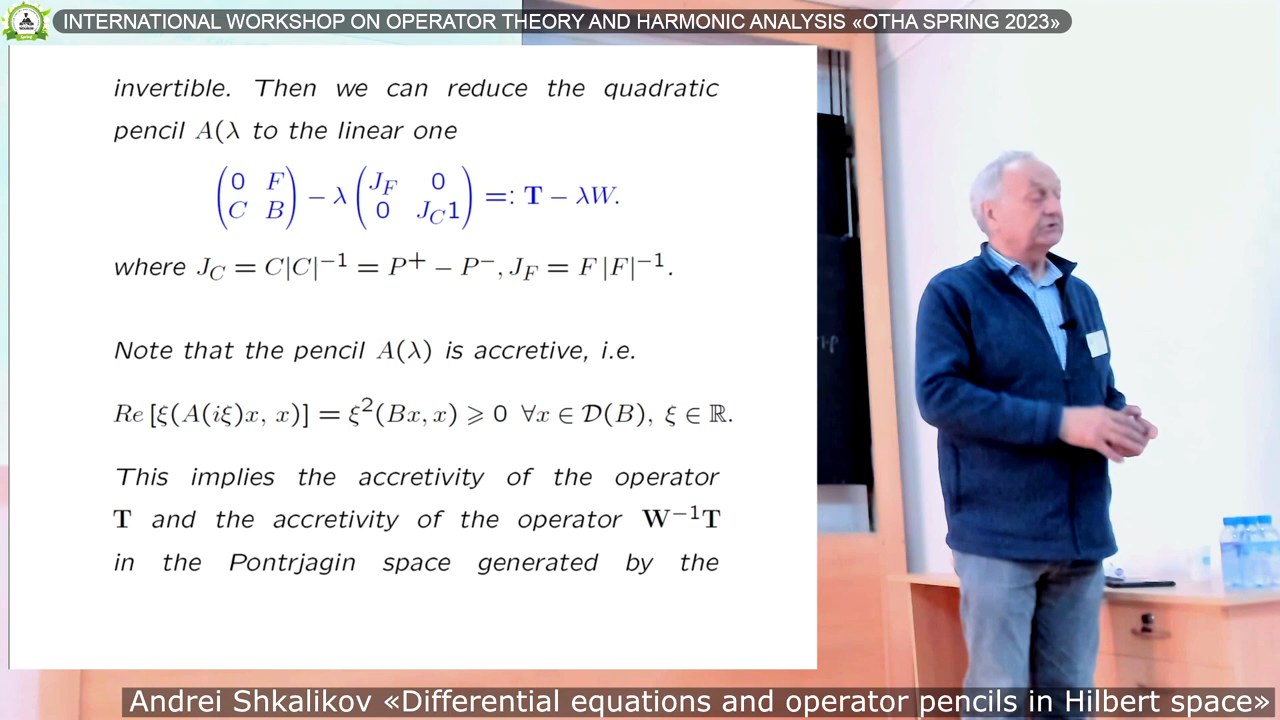 INTERNATIONAL WORKSHOP ON OPERATOR THEORY AND HARMONIC ANALYSIS «OTHA SPRING 2023»
invertible. Then we can reduce the quadratic
pencil A(λ to the linear one
(0 F
C B) − λ (J_F 0
0 J_C1) =: T − λW.
where J_C = C|C|⁻¹ = P⁺ − P⁻, J_F = F |F|⁻¹.
Note that the pencil A(λ) is accretive, i.e.
Re [ξ(A(iξ)x, x)] = ξ²(Bx, x) ⩾ 0 ∀x ∈ D(B), ξ ∈ ℝ.
This implies the accretivity of the operator
T and the accretivity of the operator W⁻¹T
in the Pontrjagin space generated by the
Andrei Shkalikov «Differential equations and operator pencils in Hilbert space»